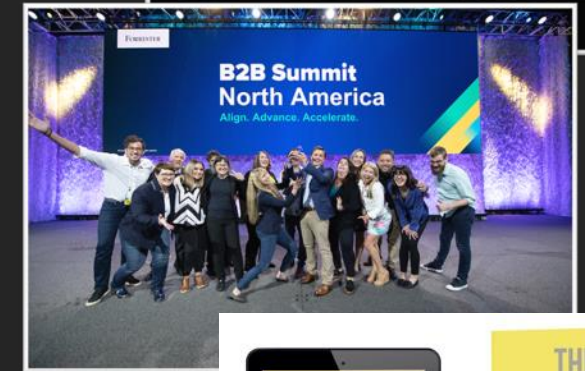 FORRESTER
B2B Summit
North America
Align. Advance. Accelerate.